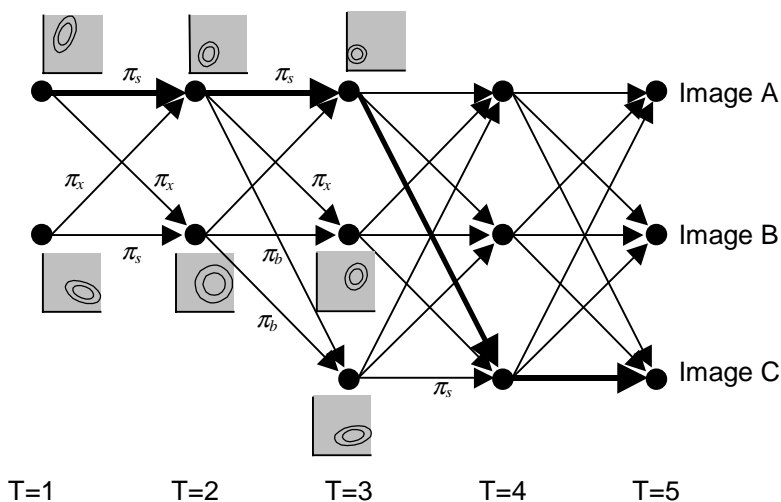 π_s π_s
Image A
π_x π_x π_x
Image B
π_s π_b
π_b
Image C
π_s
T=1 T=2 T=3 T=4 T=5